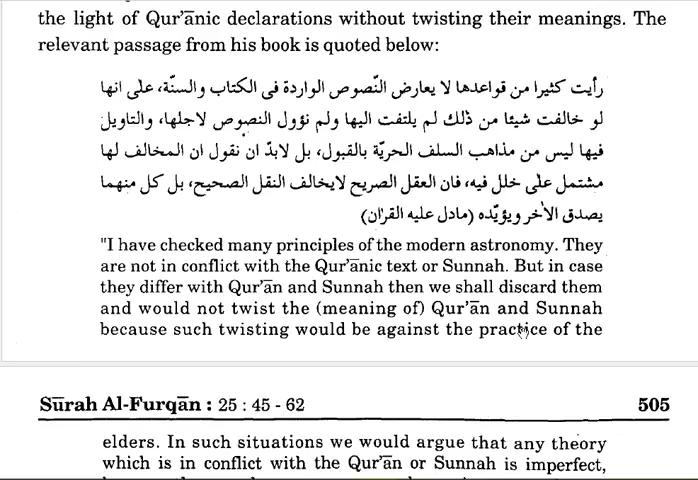 the light of Qur'ānic declarations without twisting their meanings. The
relevant passage from his book is quoted below:
رأيت كثيرا من قواعدها لا يعارض النّصوص الواردة فى الكتاب والسنّة، على انها
لو خالفت شيئا من ذلك لم يلتفت اليها ولم نؤول النصوص لاجلها، والتاويل
فيها ليس من مذاهب السلف الحريّة بالقبول، بل لابدّ ان نقول ان المخالف لها
مشتمل على خلل فيه، فان العقل الصريح لايخالف النقل الصحيح، بل كل منهما
يصدق الآخر ويؤيّده (مادل عليه القرٰان)
"I have checked many principles of the modern astronomy. They
are not in conflict with the Qur'ānic text or Sunnah. But in case
they differ with Qur'ān and Sunnah then we shall discard them
and would not twist the (meaning of) Qur'ān and Sunnah
because such twisting would be against the practice of the
Sūrah Al-Furqān : 25 : 45 - 62 505
elders. In such situations we would argue that any theory
which is in conflict with the Qur'ān or Sunnah is imperfect,